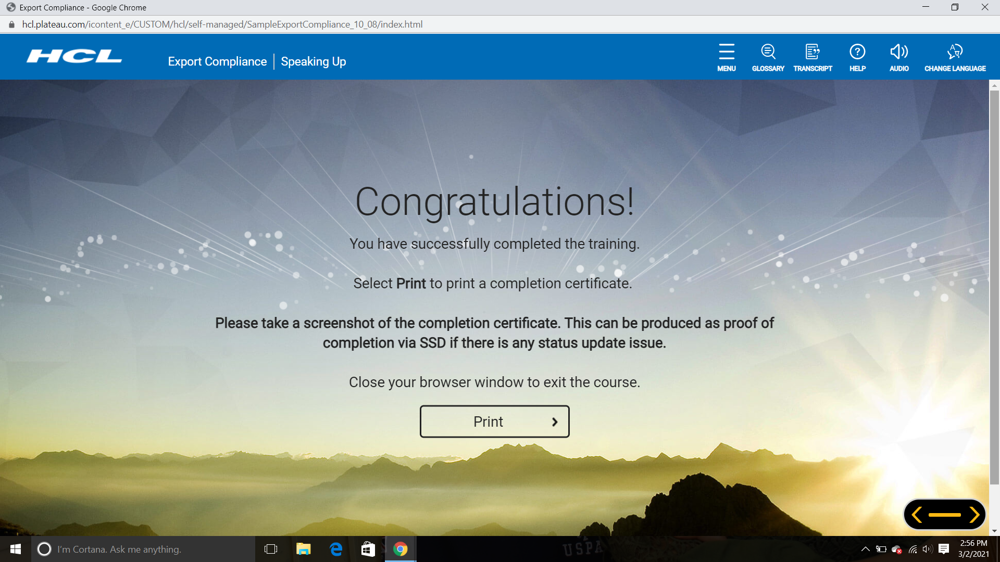 Export Compliance - Google Chrome
hcl.plateau.com/icontent_e/CUSTOM/hcl/self-managed/SampleExportCompliance_10_08/index.html
HCL
Export Compliance | Speaking Up
MENU GLOSSARY TRANSCRIPT HELP AUDIO CHANGE LANGUAGE
Congratulations!
You have successfully completed the training.
Select Print to print a completion certificate.
Please take a screenshot of the completion certificate. This can be produced as proof of
completion via SSD if there is any status update issue.
Close your browser window to exit the course.
Print
I'm Cortana. Ask me anything.
USPA
2:56 PM
3/2/2021